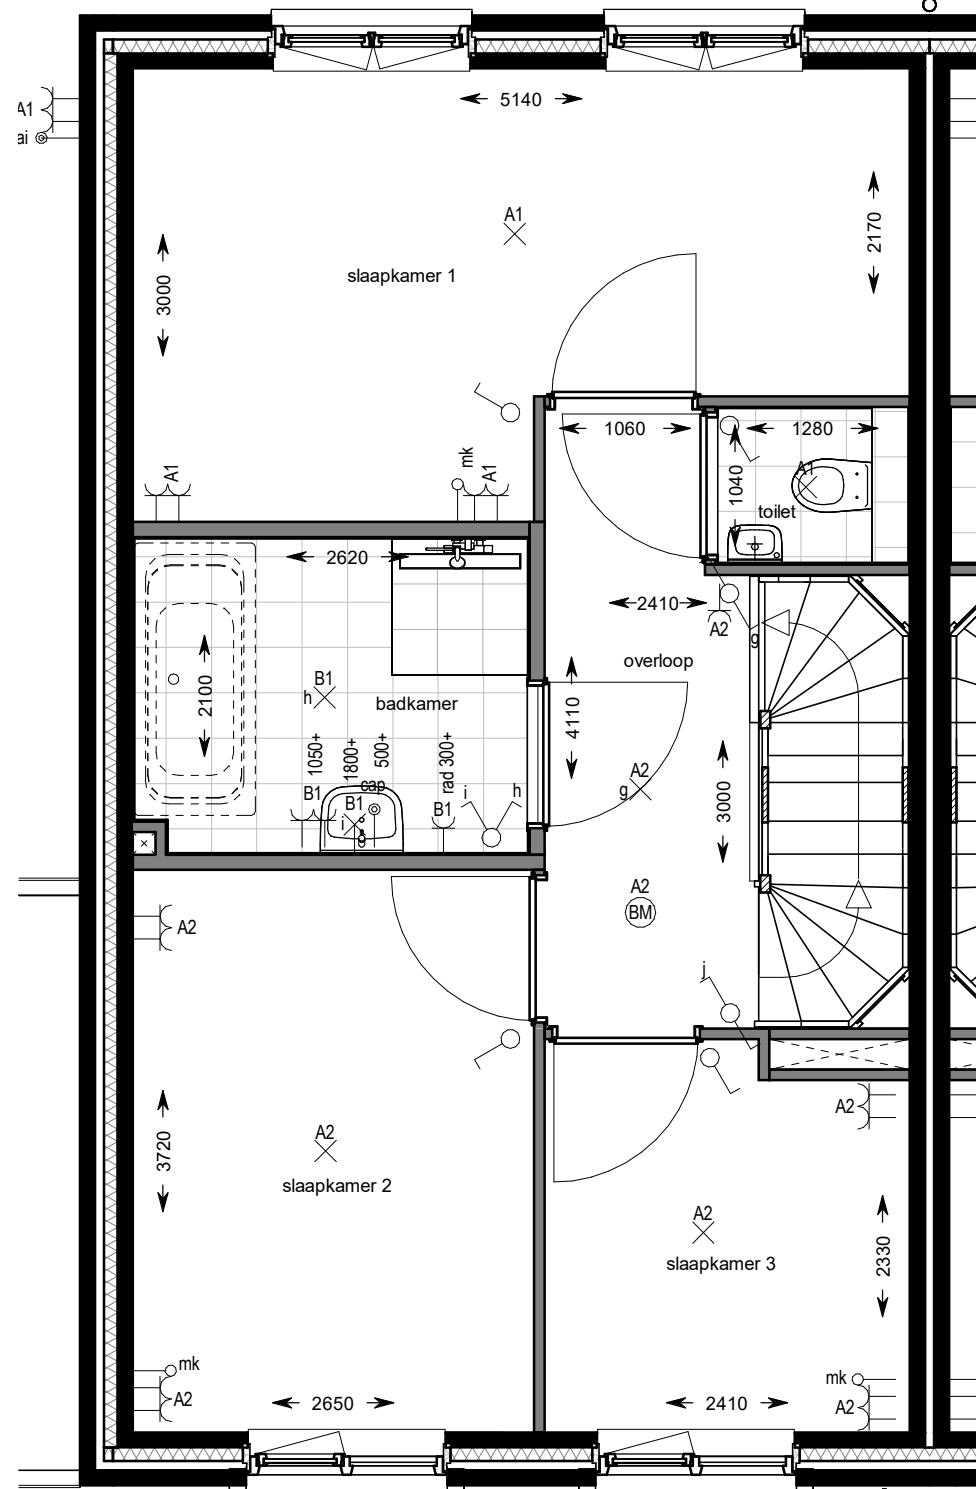 5140
A1
ai
A1
2170
3000
slaapkamer 1
1060
1280
mk
A1
A1
A1
1040
toilet
2620
2410
A2
g
overloop
B1
h
badkamer
2100
4110
1050+
1800+
500+
rad 300+
cap
A2
g
3000
B1
B1
i
B1
i
h
A2
BM
A2
j
3720
A2
slaapkamer 2
A2
A2
slaapkamer 3
2330
mk
A2
mk
A2
2650
2410